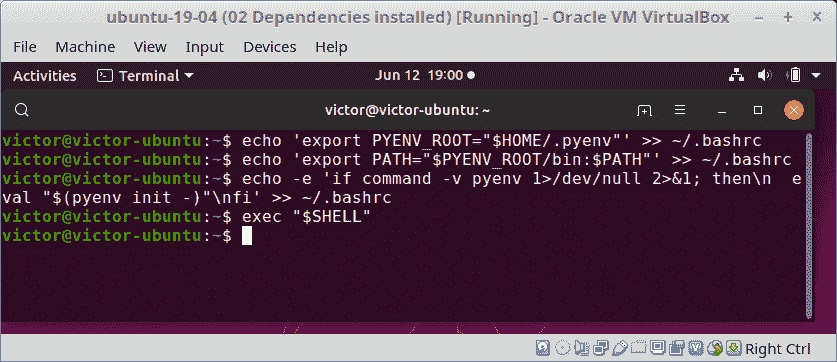 ubuntu-19-04 (02 Dependencies installed) [Running] - Oracle VM VirtualBox
File Machine View Input Devices Help
Activities Terminal Jun 12 19:00
victor@victor-ubuntu: ~
victor@victor-ubuntu:~$ echo 'export PYENV_ROOT="$HOME/.pyenv"' >> ~/.bashrc
victor@victor-ubuntu:~$ echo 'export PATH="$PYENV_ROOT/bin:$PATH"' >> ~/.bashrc
victor@victor-ubuntu:~$ echo -e 'if command -v pyenv 1>/dev/null 2>&1; then\n  e
val "$(pyenv init -)"\nfi' >> ~/.bashrc
victor@victor-ubuntu:~$ exec "$SHELL"
victor@victor-ubuntu:~$
Right Ctrl